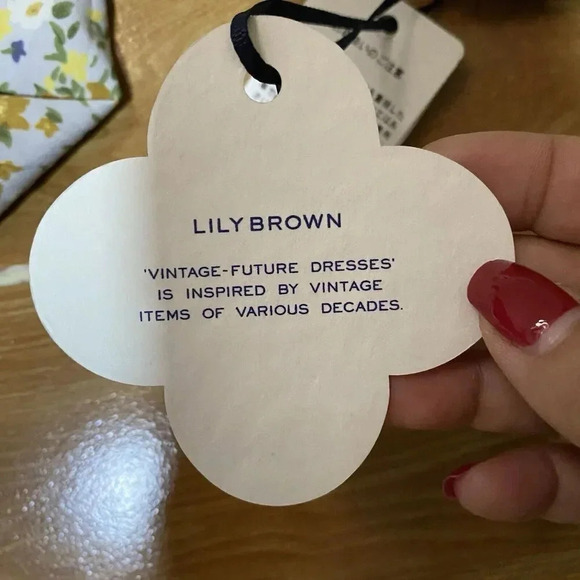 LILY BROWN
'VINTAGE-FUTURE DRESSES'
IS INSPIRED BY VINTAGE
ITEMS OF VARIOUS DECADES.